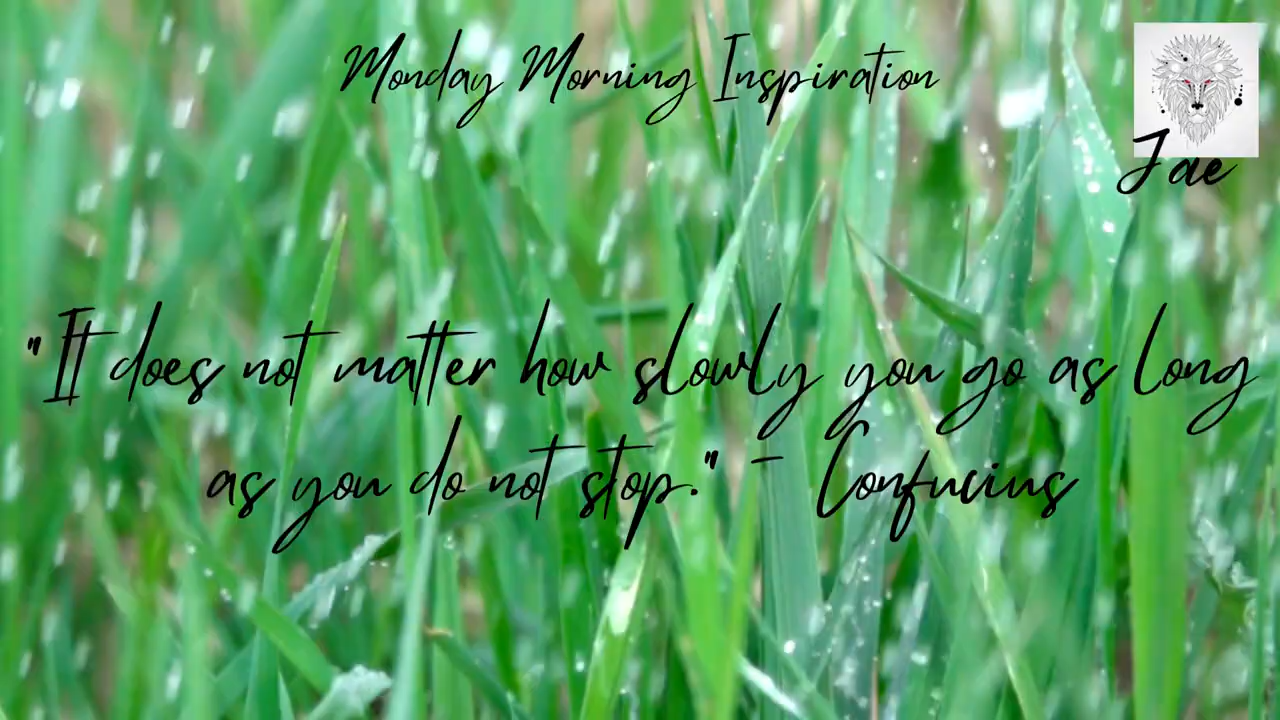 Monday Morning Inspiration
Jae
"It does not matter how slowly you go as long
as you do not stop." - Confucius